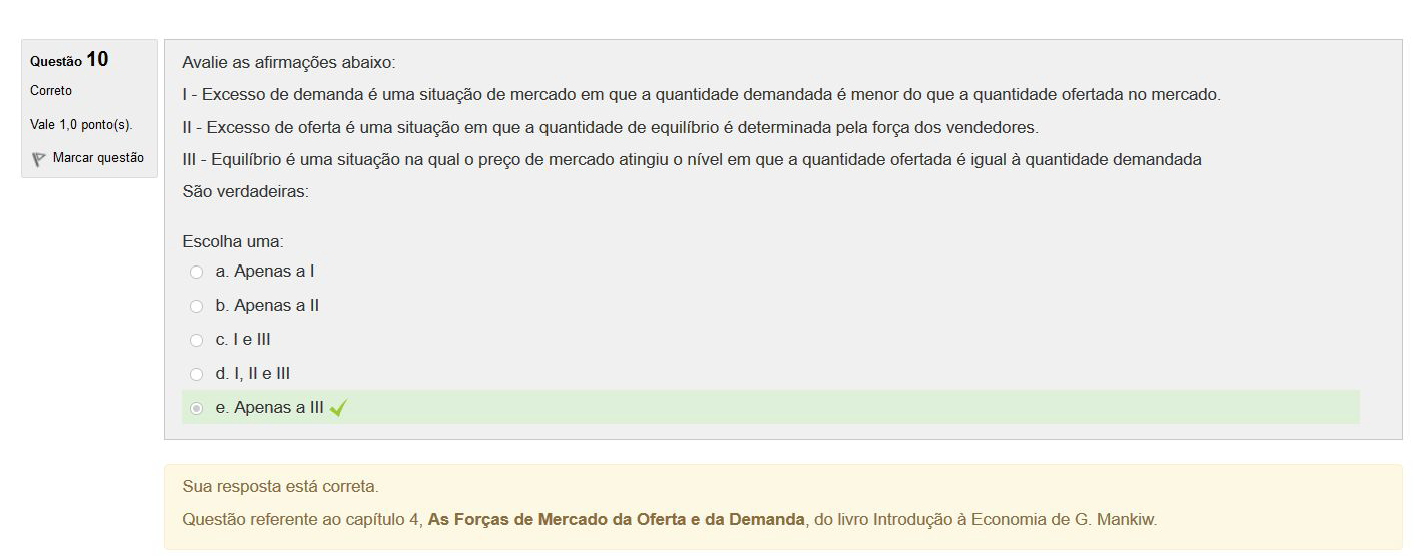 Questão 10
Correto
Vale 1,0 ponto(s).
Marcar questão
Avalie as afirmações abaixo:
I - Excesso de demanda é uma situação de mercado em que a quantidade demandada é menor do que a quantidade ofertada no mercado.
II - Excesso de oferta é uma situação em que a quantidade de equilíbrio é determinada pela força dos vendedores.
III - Equilíbrio é uma situação na qual o preço de mercado atingiu o nível em que a quantidade ofertada é igual à quantidade demandada
São verdadeiras:
Escolha uma:
a. Apenas a I
b. Apenas a II
c. I e III
d. I, II e III
e. Apenas a III
Sua resposta está correta.
Questão referente ao capítulo 4, As Forças de Mercado da Oferta e da Demanda, do livro Introdução à Economia de G. Mankiw.